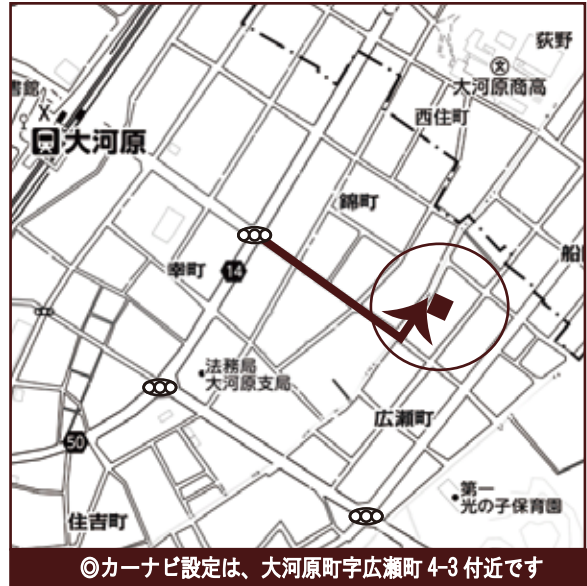 荻野
文
大河原商高
書館
西住町
大河原
錦町
船
幸町
14
法務局
大河原支局
広瀬町
50
第一
光の子保育園
住吉町
◎カーナビ設定は、大河原町字広瀬町4-3付近です